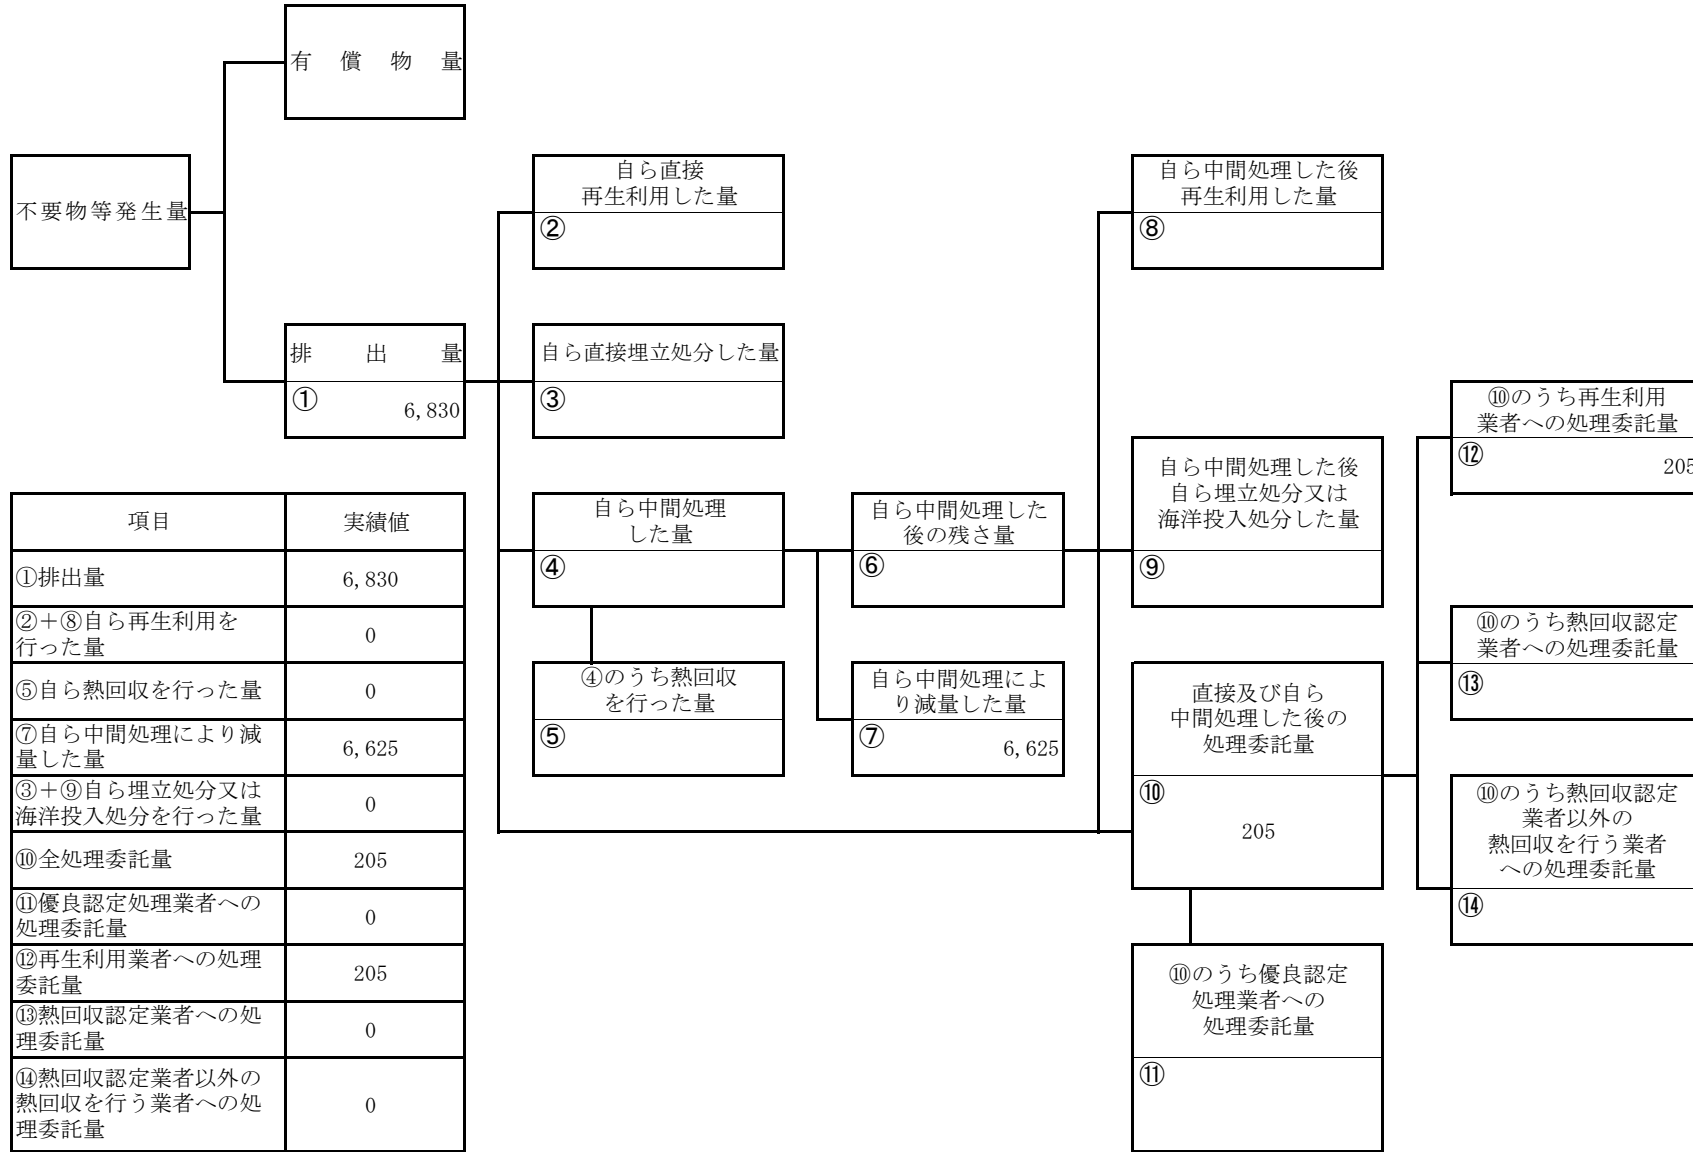 有償物量
不要物等発生量
自ら直接
再生利用した量
②
自ら中間処理した後
再生利用した量
⑧
排出量
①
6,830
自ら直接埋立処分した量
③
自ら中間処理
した量
④
自ら中間処理した
後の残さ量
⑥
自ら中間処理した後
自ら埋立処分又は
海洋投入処分した量
⑨
④のうち熱回収
を行った量
⑤
自ら中間処理によ
り減量した量
⑦
6,625
直接及び自ら
中間処理した後の
処理委託量
⑩
205
⑩のうち優良認定
処理業者への
処理委託量
⑪
⑩のうち再生利用
業者への処理委託量
⑫
205
⑩のうち熱回収認定
業者への処理委託量
⑬
⑩のうち熱回収認定
業者以外の
熱回収を行う業者
への処理委託量
⑭
項目 実績値
①排出量 6,830
②+⑧自ら再生利用を
行った量 0
⑤自ら熱回収を行った量 0
⑦自ら中間処理により減
量した量 6,625
③+⑨自ら埋立処分又は
海洋投入処分を行った量 0
⑩全処理委託量 205
⑪優良認定処理業者への
処理委託量 0
⑫再生利用業者への処理
委託量 205
⑬熱回収認定業者への処
理委託量 0
⑭熱回収認定業者以外の
熱回収を行う業者への処
理委託量 0